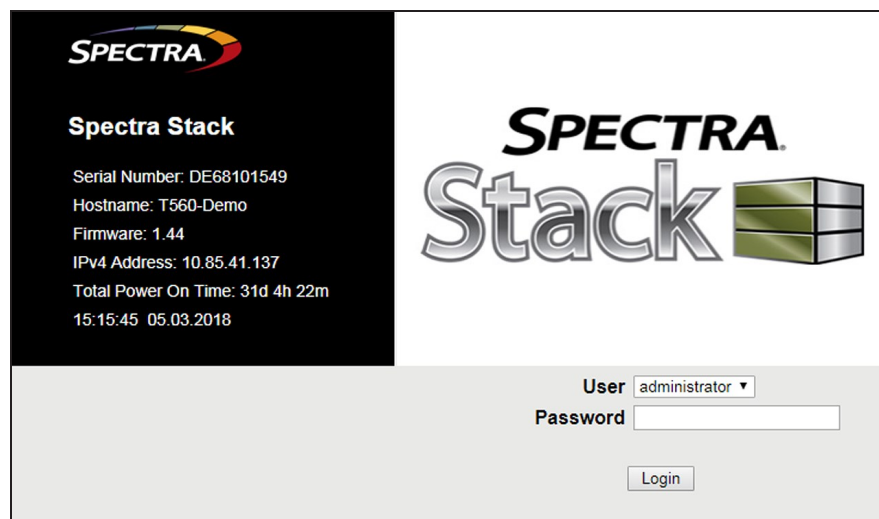 SPECTRA
Spectra Stack
Serial Number: DE68101549
Hostname: T560-Demo
Firmware: 1.44
IPv4 Address: 10.85.41.137
Total Power On Time: 31d 4h 22m
15:15:45 05.03.2018
SPECTRA
Stack
User administrator
Password
Login